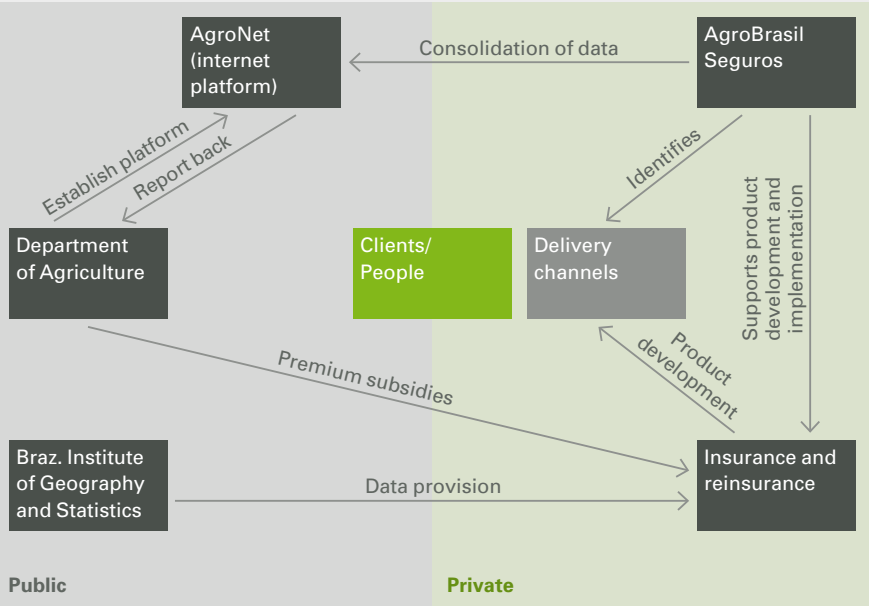 AgroNet
(internet
platform)
Consolidation of data
AgroBrasil
Seguros
Establish platform
Report back
Identifies
Supports product
development and
implementation
Department
of Agriculture
Clients/
People
Delivery
channels
Premium subsidies
Product
development
Braz. Institute
of Geography
and Statistics
Data provision
Insurance and
reinsurance
Public
Private